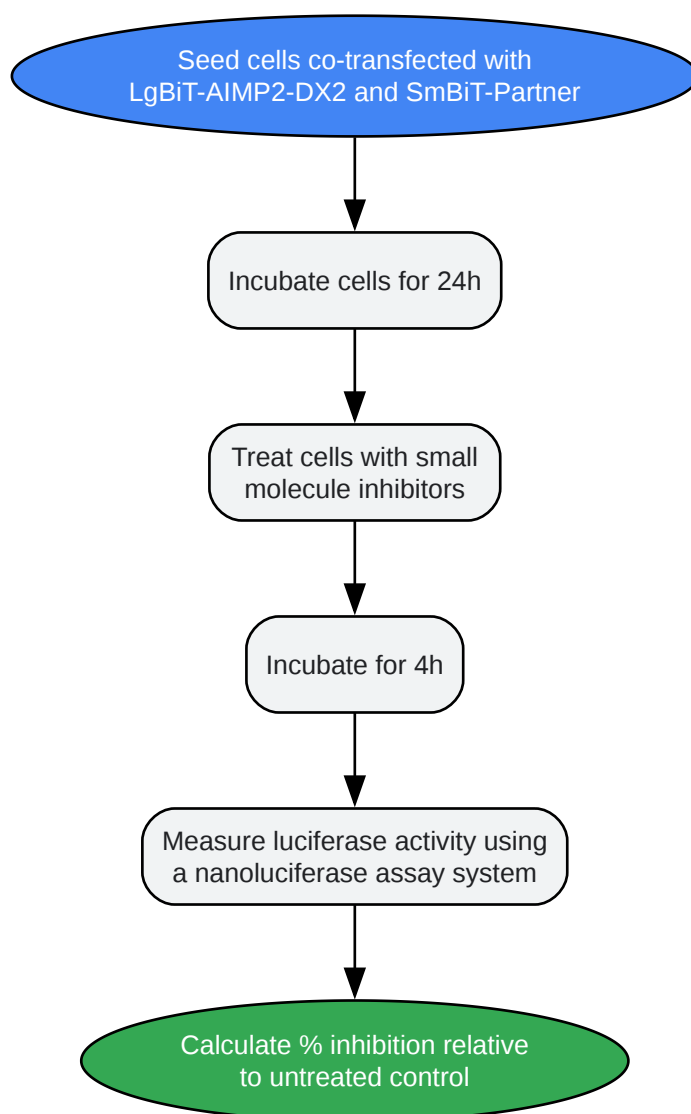 Seed cells co-transfected with
LgBiT-AIMP2-DX2 and SmBiT-Partner
Incubate cells for 24h
Treat cells with small
molecule inhibitors
Incubate for 4h
Measure luciferase activity using
a nanoluciferase assay system
Calculate % inhibition relative
to untreated control